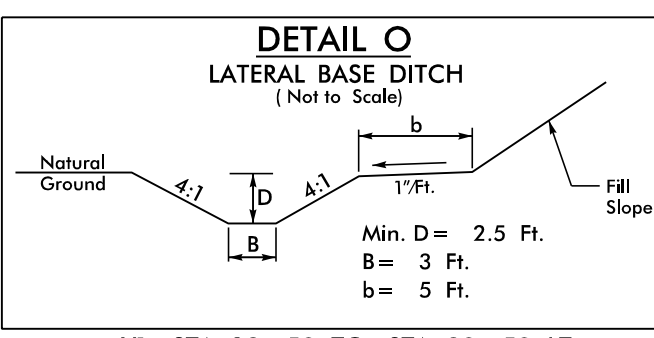 DETAIL O
LATERAL BASE DITCH
( Not to Scale)
b
Natural
Ground
4:1
D
4:1
1"/Ft.
Fill
Slope
B
Min. D = 2.5 Ft.
B = 3 Ft.
b = 5 Ft.